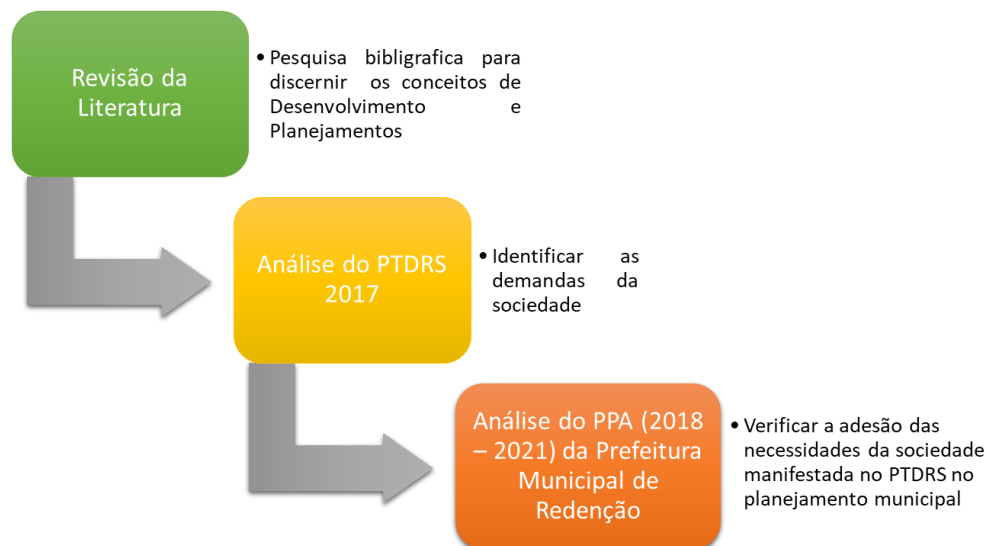 Revisão da
Literatura
• Pesquisa bibligrafica para
discernir os conceitos de
Desenvolvimento e
Planejamentos
Análise do PTDRS
2017
• Identificar as
demandas da
sociedade
Análise do PPA (2018
– 2021) da Prefeitura
Municipal de
Redenção
• Verificar a adesão das
necessidades da sociedade
manifestada no PTDRS no
planejamento municipal